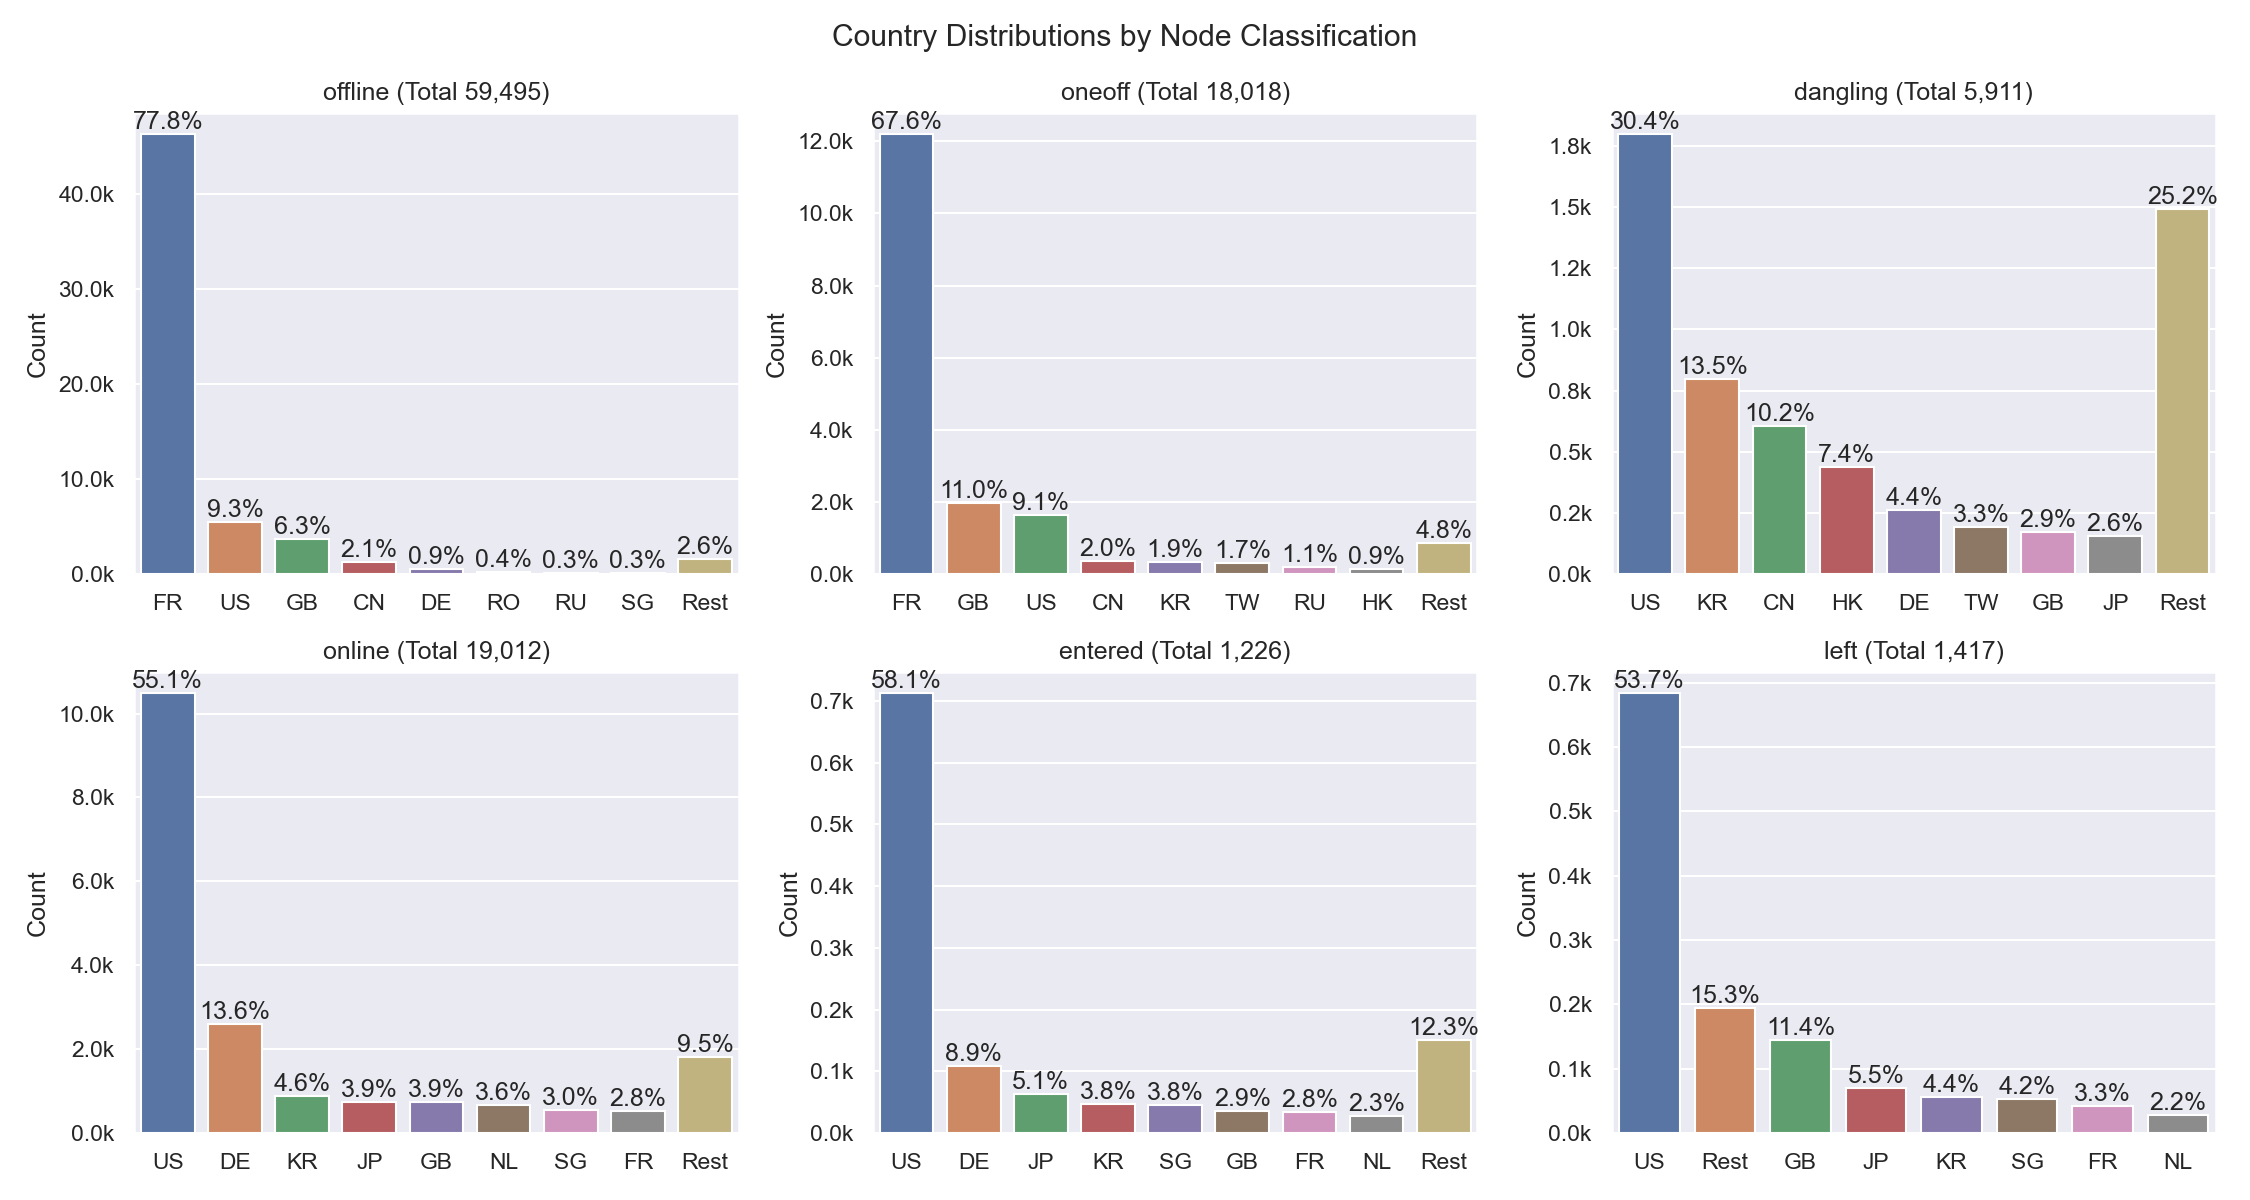 Country Distributions by Node Classification
offline (Total 59,495)
77.8%
9.3%
6.3%
2.1%
0.9%
0.4%
0.3%
0.3%
2.6%
40.0k
30.0k
20.0k
10.0k
0.0k
Count
FR US GB CN DE RO RU SG Rest
oneoff (Total 18,018)
67.6%
11.0%
9.1%
2.0%
1.9%
1.7%
1.1%
0.9%
4.8%
12.0k
10.0k
8.0k
6.0k
4.0k
2.0k
0.0k
Count
FR GB US CN KR TW RU HK Rest
dangling (Total 5,911)
30.4%
13.5%
10.2%
7.4%
4.4%
3.3%
2.9%
2.6%
25.2%
1.8k
1.5k
1.2k
1.0k
0.8k
0.5k
0.2k
0.0k
Count
US KR CN HK DE TW GB JP Rest
online (Total 19,012)
55.1%
13.6%
4.6%
3.9%
3.9%
3.6%
3.0%
2.8%
9.5%
10.0k
8.0k
6.0k
4.0k
2.0k
0.0k
Count
US DE KR JP GB NL SG FR Rest
entered (Total 1,226)
58.1%
8.9%
5.1%
3.8%
3.8%
2.9%
2.8%
2.3%
12.3%
0.7k
0.6k
0.5k
0.4k
0.3k
0.2k
0.1k
0.0k
Count
US DE JP KR SG GB FR NL Rest
left (Total 1,417)
53.7%
15.3%
11.4%
5.5%
4.4%
4.2%
3.3%
2.2%
0.7k
0.6k
0.5k
0.4k
0.3k
0.2k
0.1k
0.0k
Count
US Rest GB JP KR SG FR NL